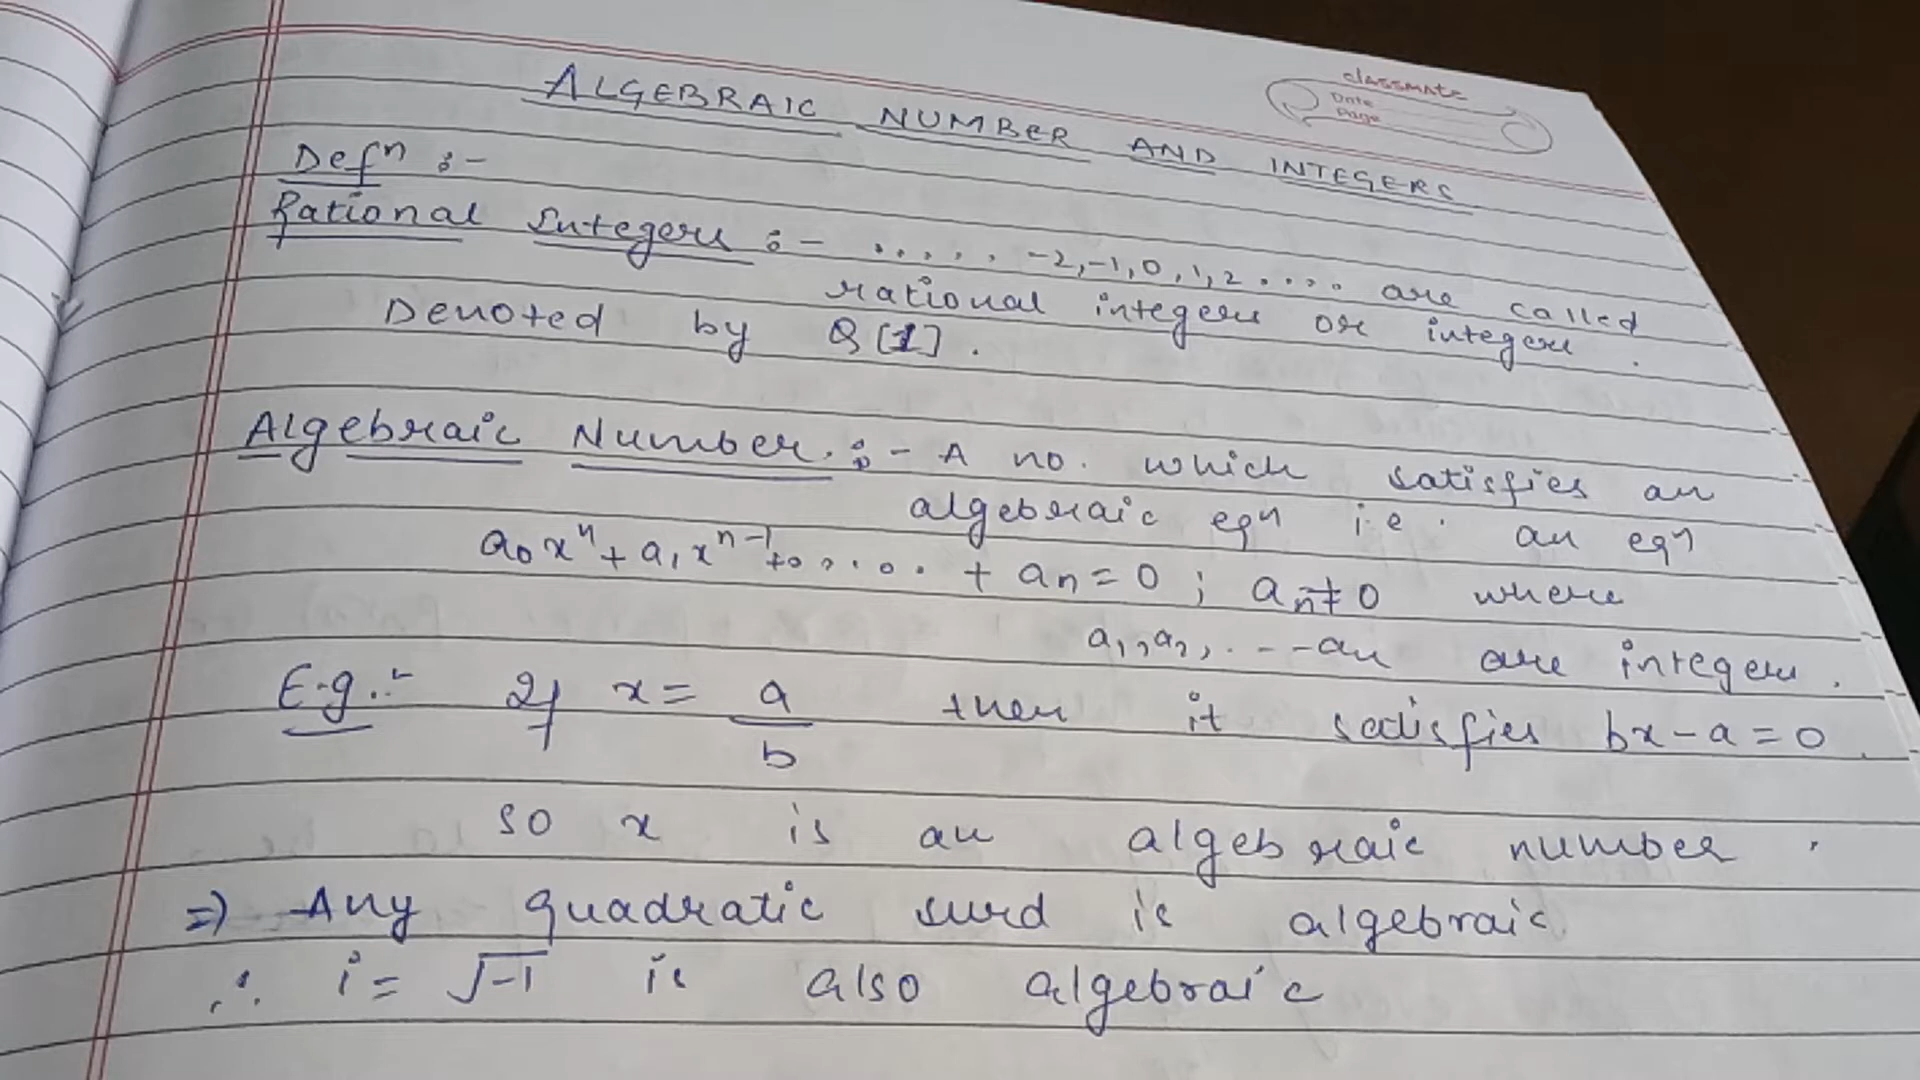 classmate
Date
Page
ALGEBRAIC NUMBER AND INTEGERS
Defⁿ :-
Rational Integers :- ..... -2,-1,0,1,2.... are called
rational integers or integers.
Denoted by Q[1].
Algebraic Number :- A no. which satisfies an
algebraic eqⁿ i.e. an eqⁿ
a₀xⁿ + a₁xⁿ⁻¹ + ..... + aₙ = 0 ; aₙ ≠ 0 where
a₁, a₂, . - - an are integers.
E.g.:- If x = a/b then it satisfies bx - a = 0.
so x is an algebraic number.
=) Any quadratic surd is algebraic
∴ i = √-1 is also algebraic